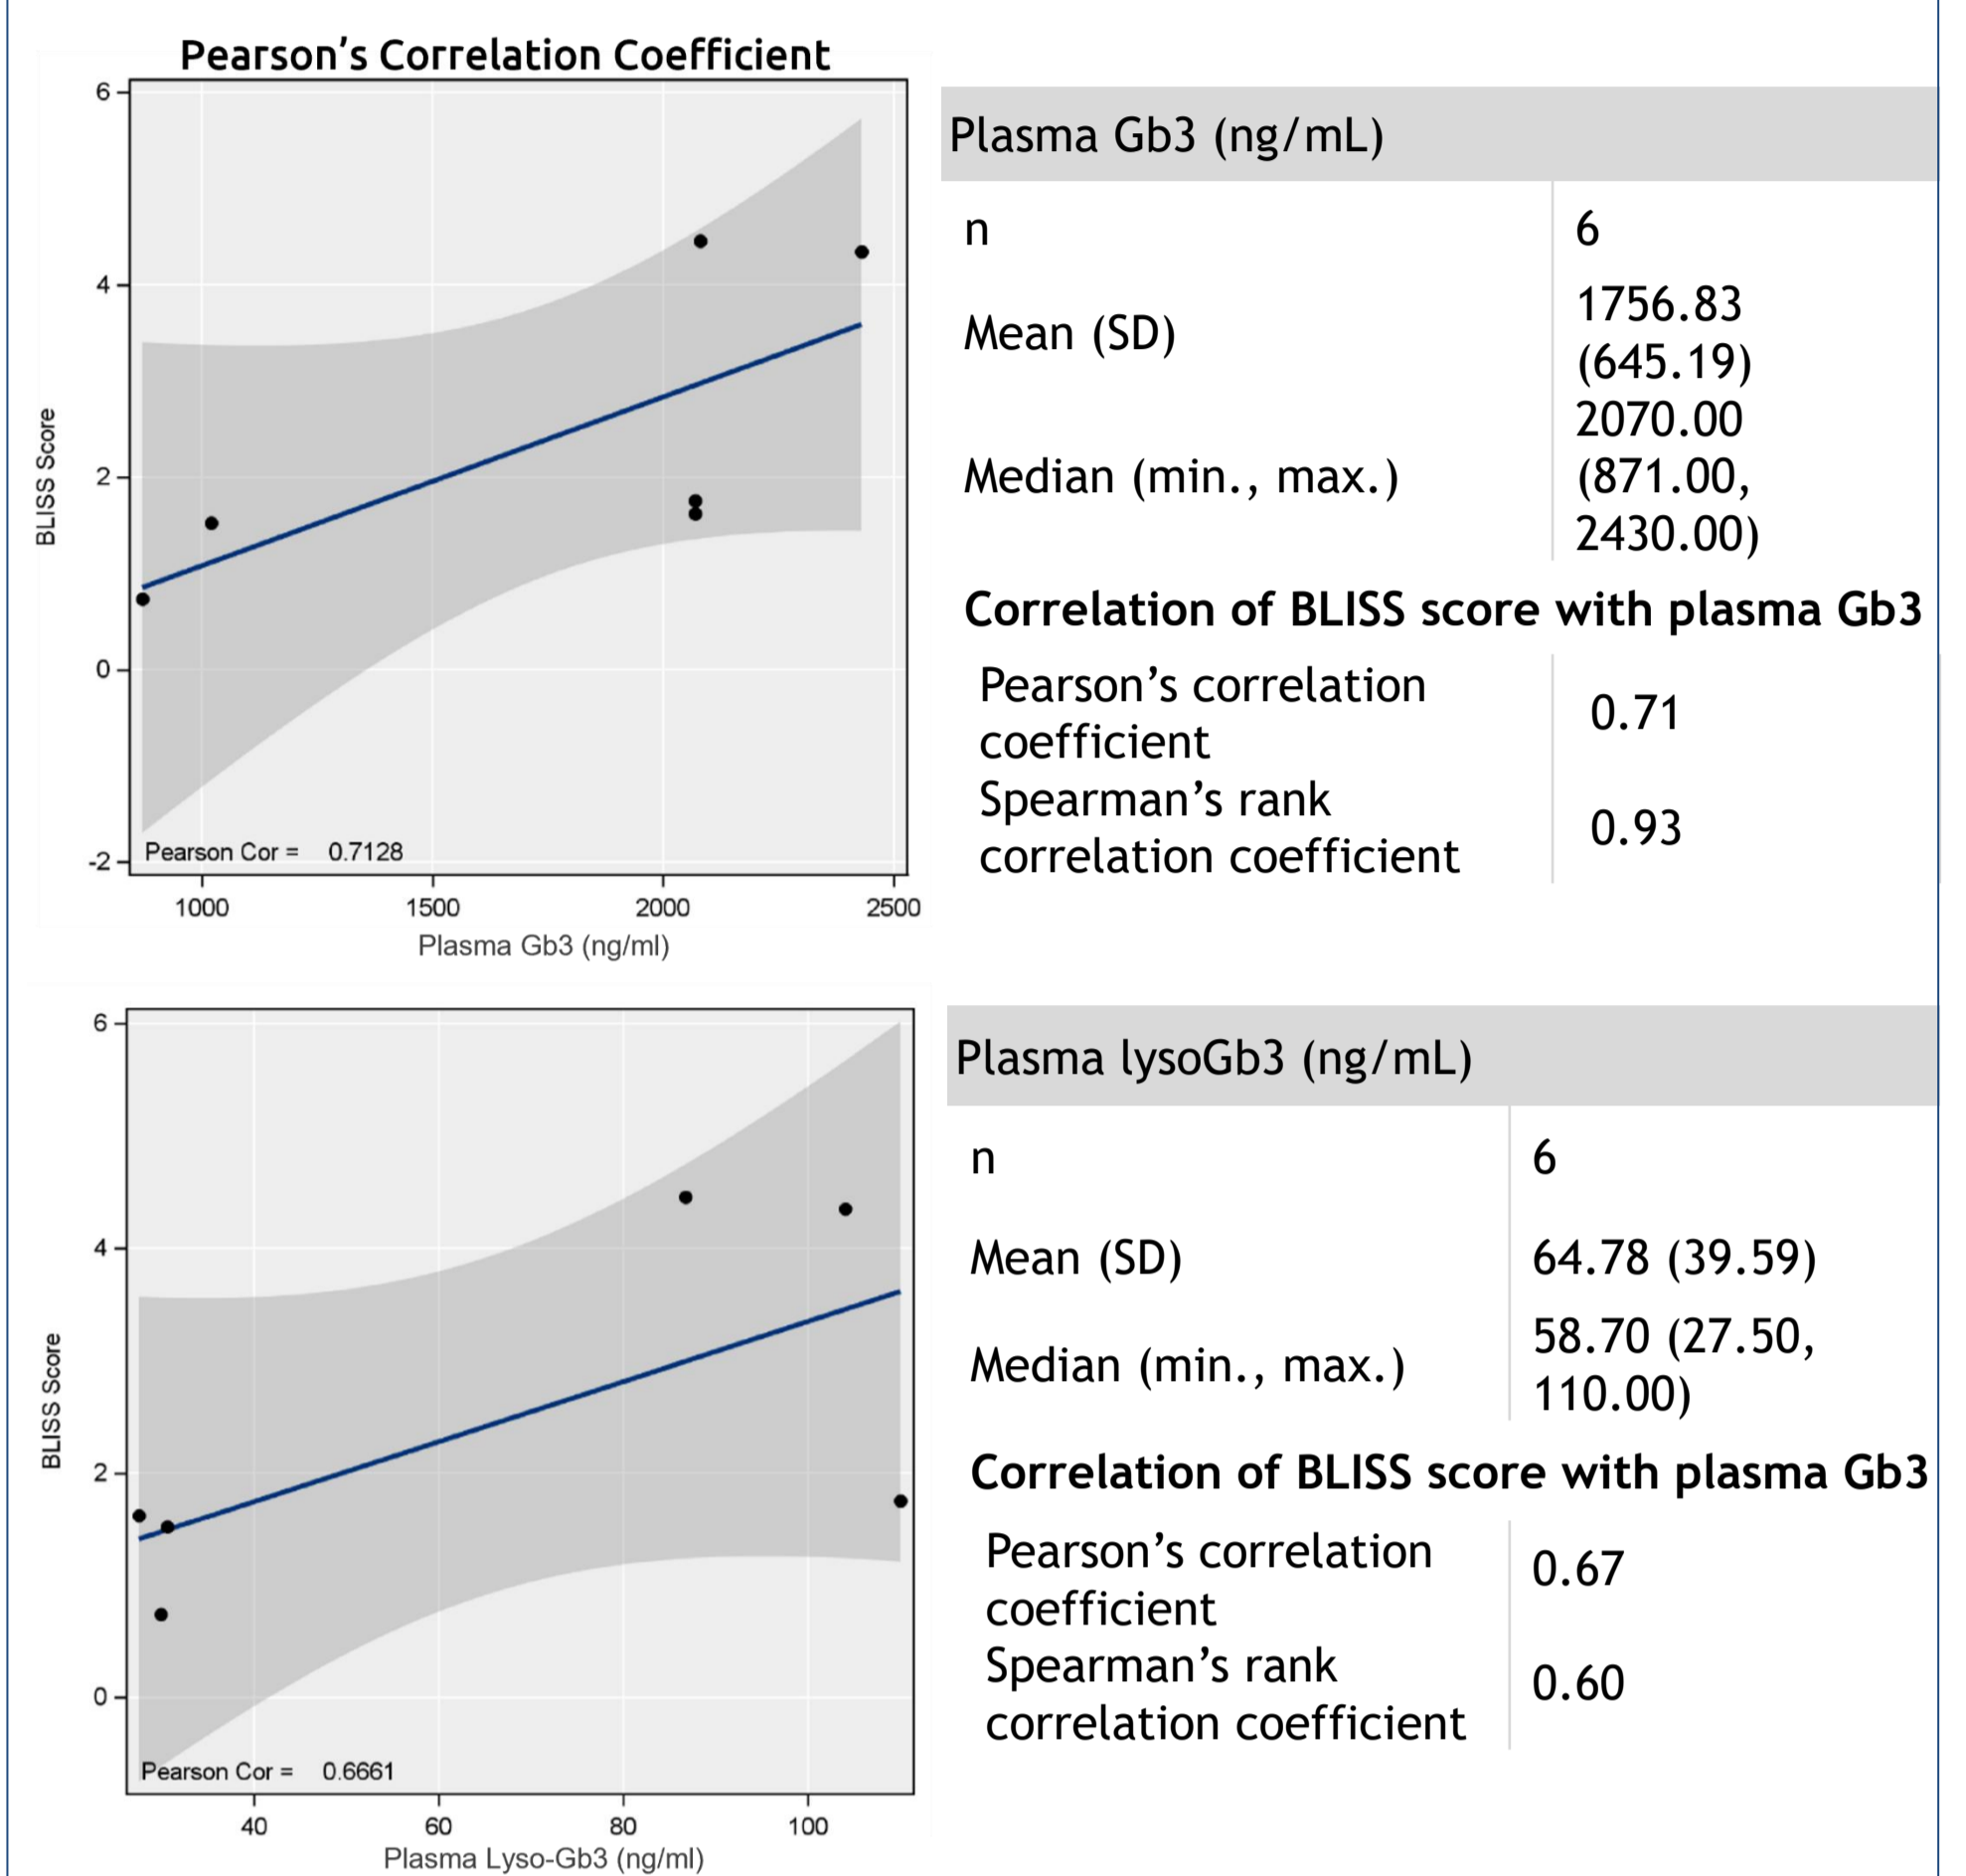 Pearson's Correlation Coefficient
6
4
2
0
-2
BLISS Score
Pearson Cor = 0.7128
1000 1500 2000 2500
Plasma Gb3 (ng/ml)
Plasma Gb3 (ng/mL)
n 6
Mean (SD) 1756.83
(645.19)
Median (min., max.) 2070.00
(871.00,
2430.00)
Correlation of BLISS score with plasma Gb3
Pearson's correlation
coefficient 0.71
Spearman's rank
correlation coefficient 0.93
6
4
2
0
BLISS Score
Pearson Cor = 0.6661
40 60 80 100
Plasma Lyso-Gb3 (ng/ml)
Plasma lysoGb3 (ng/mL)
n 6
Mean (SD) 64.78 (39.59)
Median (min., max.) 58.70 (27.50,
110.00)
Correlation of BLISS score with plasma Gb3
Pearson's correlation
coefficient 0.67
Spearman's rank
correlation coefficient 0.60